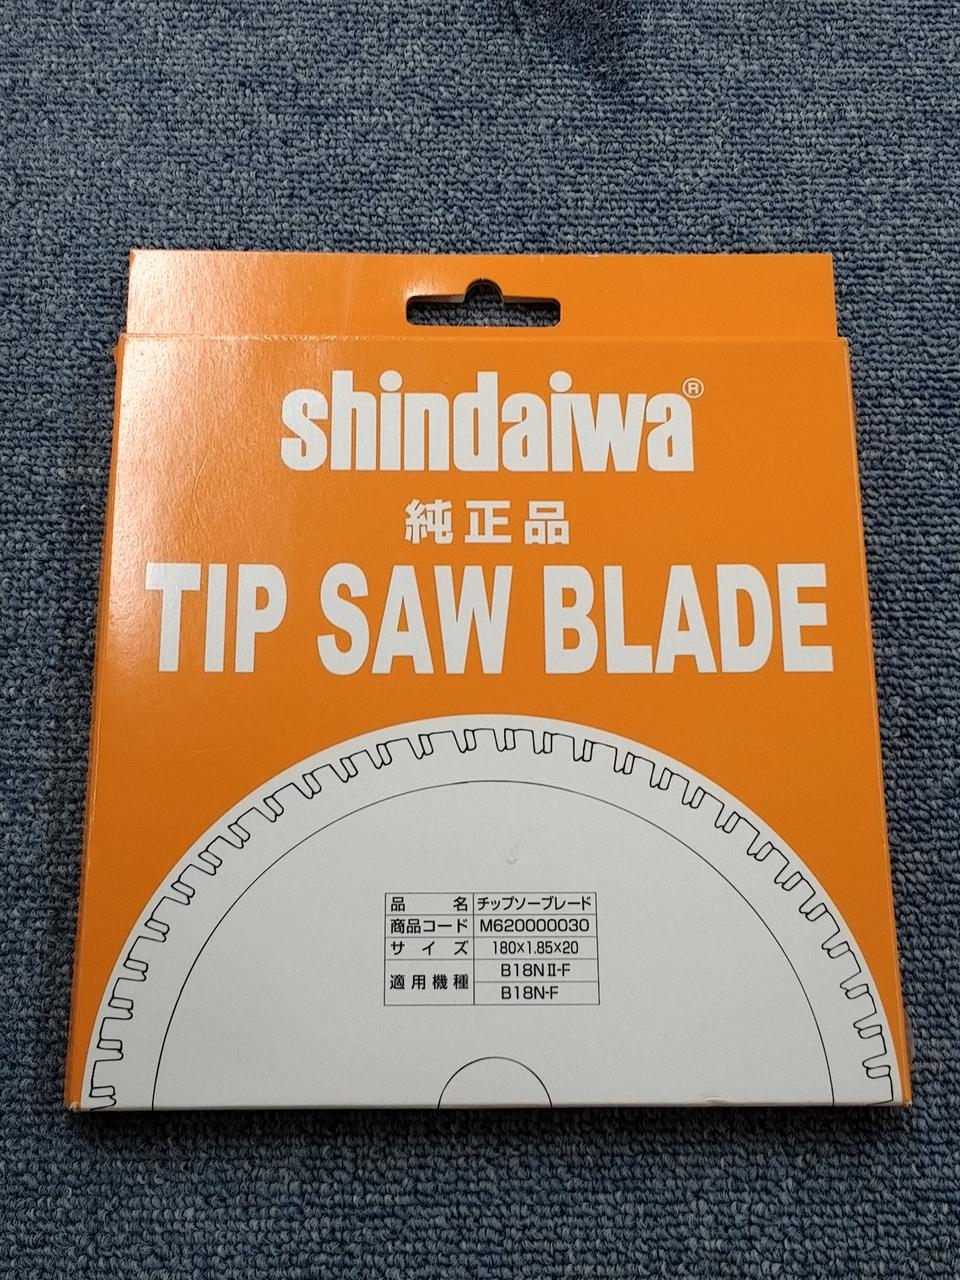 shindaiwa®
純正品
TIP SAW BLADE
品名 チップソーブレード
商品コード M620000030
サイズ 180×1.85×20
適用機種 B18NⅡ-F
B18N-F